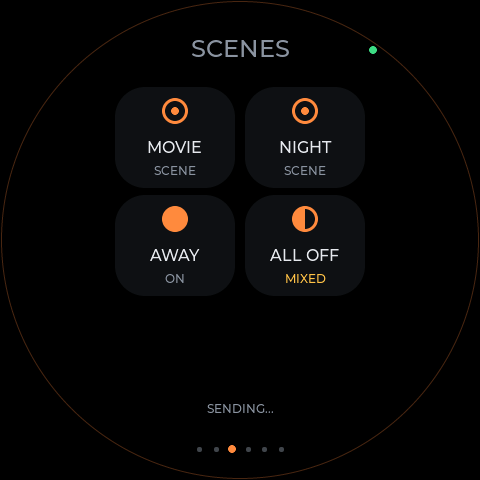 SCENES
MOVIE
SCENE
NIGHT
SCENE
AWAY
ON
ALL OFF
MIXED
SENDING...